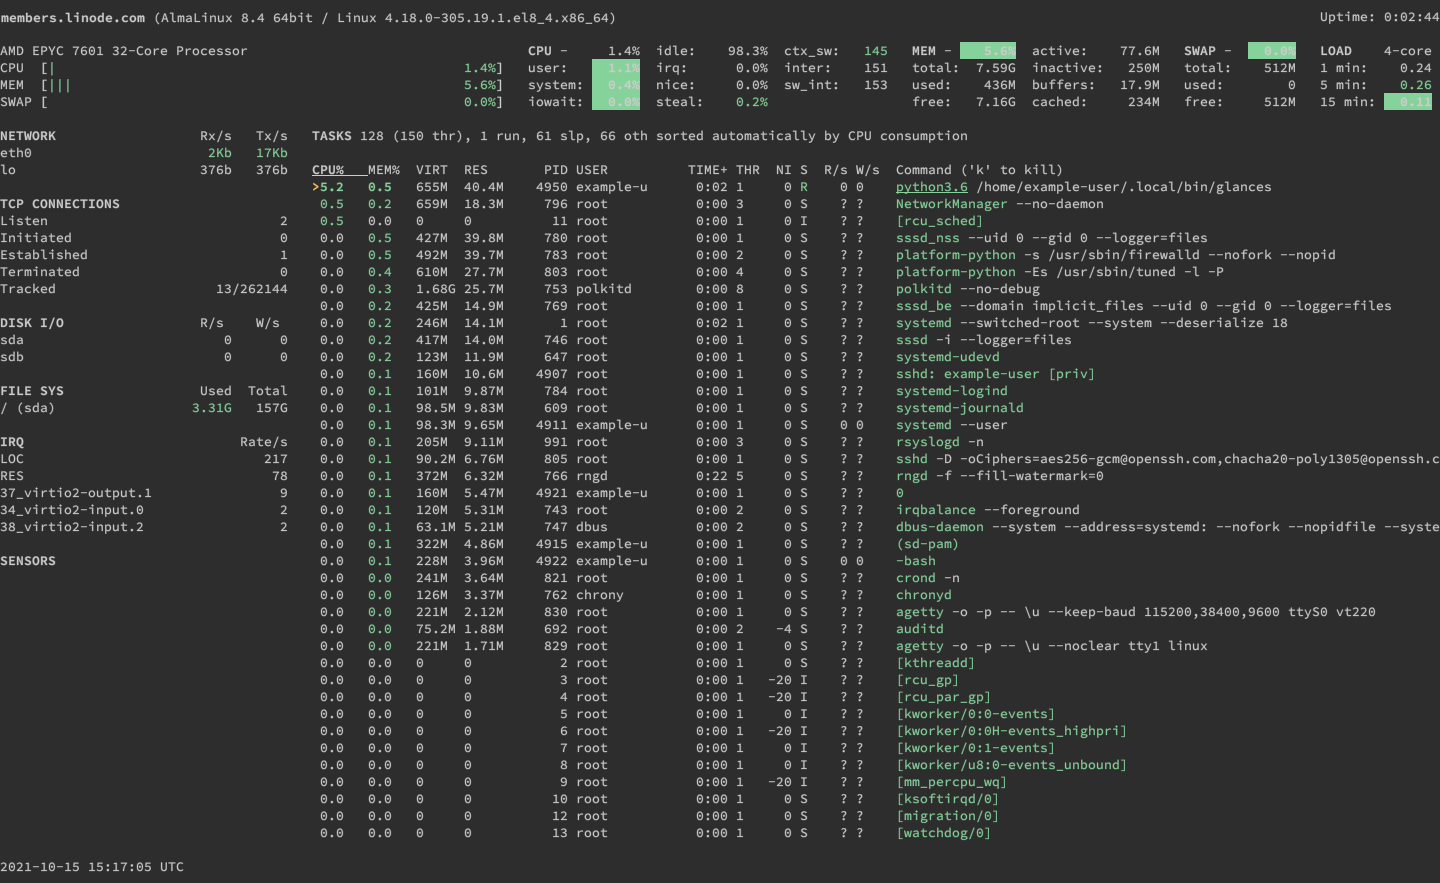 members.linode.com (AlmaLinux 8.4 64bit / Linux 4.18.0-305.19.1.el8_4.x86_64) Uptime: 0:02:44
AMD EPYC 7601 32-Core Processor CPU - 1.4% idle: 98.3% ctx_sw: 145 MEM - 5.6% active: 77.6M SWAP - 0.0% LOAD 4-core
CPU [| 1.4%] user: 1.1% irq: 0.0% inter: 151 total: 7.59G inactive: 250M total: 512M 1 min: 0.24
MEM [||| 5.6%] system: 0.4% nice: 0.0% sw_int: 153 used: 436M buffers: 17.9M used: 0 5 min: 0.26
SWAP [ 0.0%] iowait: 0.0% steal: 0.2% free: 7.16G cached: 234M free: 512M 15 min: 0.11
NETWORK Rx/s Tx/s TASKS 128 (150 thr), 1 run, 61 slp, 66 oth sorted automatically by CPU consumption
eth0 2Kb 17Kb
lo 376b 376b CPU% MEM% VIRT RES PID USER TIME+ THR NI S R/s W/s Command ('k' to kill)
>5.2 0.5 655M 40.4M 4950 example-u 0:02 1 0 R 0 0 python3.6 /home/example-user/.local/bin/glances
TCP CONNECTIONS 0.5 0.2 659M 18.3M 796 root 0:00 3 0 S ? ? NetworkManager --no-daemon
Listen 2 0.5 0.0 0 0 11 root 0:00 1 0 I ? ? [rcu_sched]
Initiated 0 0.0 0.5 427M 39.8M 780 root 0:00 1 0 S ? ? sssd_nss --uid 0 --gid 0 --logger=files
Established 1 0.0 0.5 492M 39.7M 783 root 0:00 2 0 S ? ? platform-python -s /usr/sbin/firewalld --nofork --nopid
Terminated 0 0.0 0.4 610M 27.7M 803 root 0:00 4 0 S ? ? platform-python -Es /usr/sbin/tuned -l -P
Tracked 13/262144 0.0 0.3 1.68G 25.7M 753 polkitd 0:00 8 0 S ? ? polkitd --no-debug
0.0 0.2 425M 14.9M 769 root 0:00 1 0 S ? ? sssd_be --domain implicit_files --uid 0 --gid 0 --logger=files
DISK I/O R/s W/s 0.0 0.2 246M 14.1M 1 root 0:02 1 0 S ? ? systemd --switched-root --system --deserialize 18
sda 0 0 0.0 0.2 417M 14.0M 746 root 0:00 1 0 S ? ? sssd -i --logger=files
sdb 0 0 0.0 0.2 123M 11.9M 647 root 0:00 1 0 S ? ? systemd-udevd
0.0 0.1 160M 10.6M 4907 root 0:00 1 0 S ? ? sshd: example-user [priv]
FILE SYS Used Total 0.0 0.1 101M 9.87M 784 root 0:00 1 0 S ? ? systemd-logind
/ (sda) 3.31G 157G 0.0 0.1 98.5M 9.83M 609 root 0:00 1 0 S ? ? systemd-journald
0.0 0.1 98.3M 9.65M 4911 example-u 0:00 1 0 S 0 0 systemd --user
IRQ Rate/s 0.0 0.1 205M 9.11M 991 root 0:00 3 0 S ? ? rsyslogd -n
LOC 217 0.0 0.1 90.2M 6.76M 805 root 0:00 1 0 S ? ? sshd -D -oCiphers=aes256-gcm@openssh.com,chacha20-poly1305@openssh.c
RES 78 0.0 0.1 372M 6.32M 766 rngd 0:22 5 0 S ? ? rngd -f --fill-watermark=0
37_virtio2-output.1 9 0.0 0.1 160M 5.47M 4921 example-u 0:00 1 0 S ? ? 0
34_virtio2-input.0 2 0.0 0.1 120M 5.31M 743 root 0:00 2 0 S ? ? irqbalance --foreground
38_virtio2-input.2 2 0.0 0.1 63.1M 5.21M 747 dbus 0:00 2 0 S ? ? dbus-daemon --system --address=systemd: --nofork --nopidfile --syste
0.0 0.1 322M 4.86M 4915 example-u 0:00 1 0 S ? ? (sd-pam)
SENSORS 0.0 0.1 228M 3.96M 4922 example-u 0:00 1 0 S 0 0 -bash
0.0 0.0 241M 3.64M 821 root 0:00 1 0 S ? ? crond -n
0.0 0.0 126M 3.37M 762 chrony 0:00 1 0 S ? ? chronyd
0.0 0.0 221M 2.12M 830 root 0:00 1 0 S ? ? agetty -o -p -- \u --keep-baud 115200,38400,9600 ttyS0 vt220
0.0 0.0 75.2M 1.88M 692 root 0:00 2 -4 S ? ? auditd
0.0 0.0 221M 1.71M 829 root 0:00 1 0 S ? ? agetty -o -p -- \u --noclear tty1 linux
0.0 0.0 0 0 2 root 0:00 1 0 S ? ? [kthreadd]
0.0 0.0 0 0 3 root 0:00 1 -20 I ? ? [rcu_gp]
0.0 0.0 0 0 4 root 0:00 1 -20 I ? ? [rcu_par_gp]
0.0 0.0 0 0 5 root 0:00 1 0 I ? ? [kworker/0:0-events]
0.0 0.0 0 0 6 root 0:00 1 -20 I ? ? [kworker/0:0H-events_highpri]
0.0 0.0 0 0 7 root 0:00 1 0 I ? ? [kworker/0:1-events]
0.0 0.0 0 0 8 root 0:00 1 0 I ? ? [kworker/u8:0-events_unbound]
0.0 0.0 0 0 9 root 0:00 1 -20 I ? ? [mm_percpu_wq]
0.0 0.0 0 0 10 root 0:00 1 0 S ? ? [ksoftirqd/0]
0.0 0.0 0 0 12 root 0:00 1 0 S ? ? [migration/0]
0.0 0.0 0 0 13 root 0:00 1 0 S ? ? [watchdog/0]
2021-10-15 15:17:05 UTC